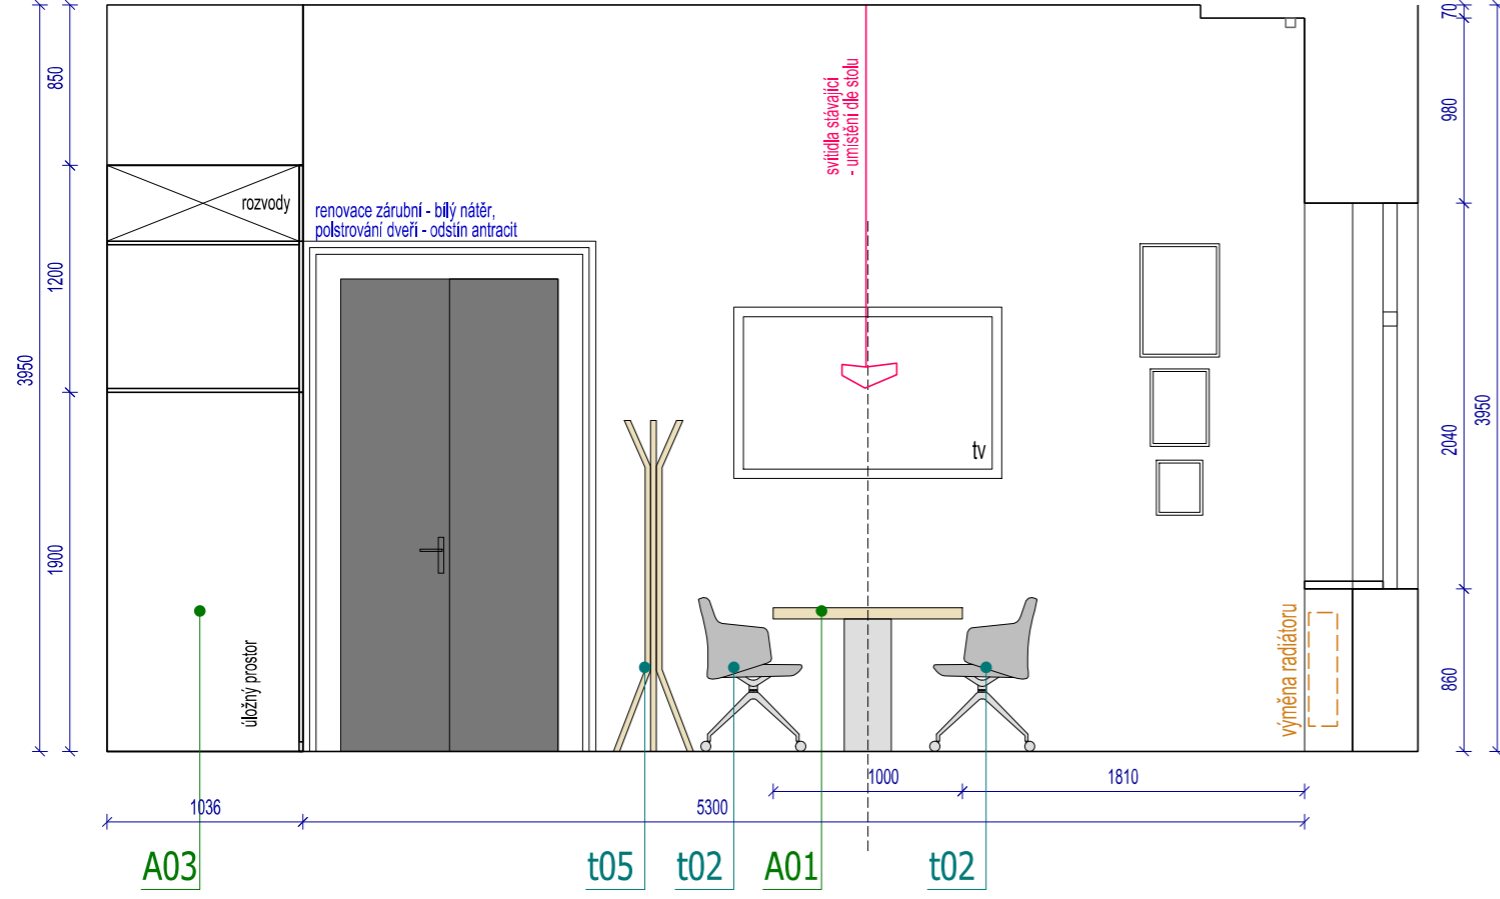 70
850
980
svítidla stávající
- umístění dle stolu
rozvody
renovace zárubní - bílý nátěr,
polstrování dveří - odstín antracit
1200
3950
3950
2040
tv
1900
úložný prostor
výměna radiátoru
860
1000
1810
1036
5300
A03
t05
t02
A01
t02